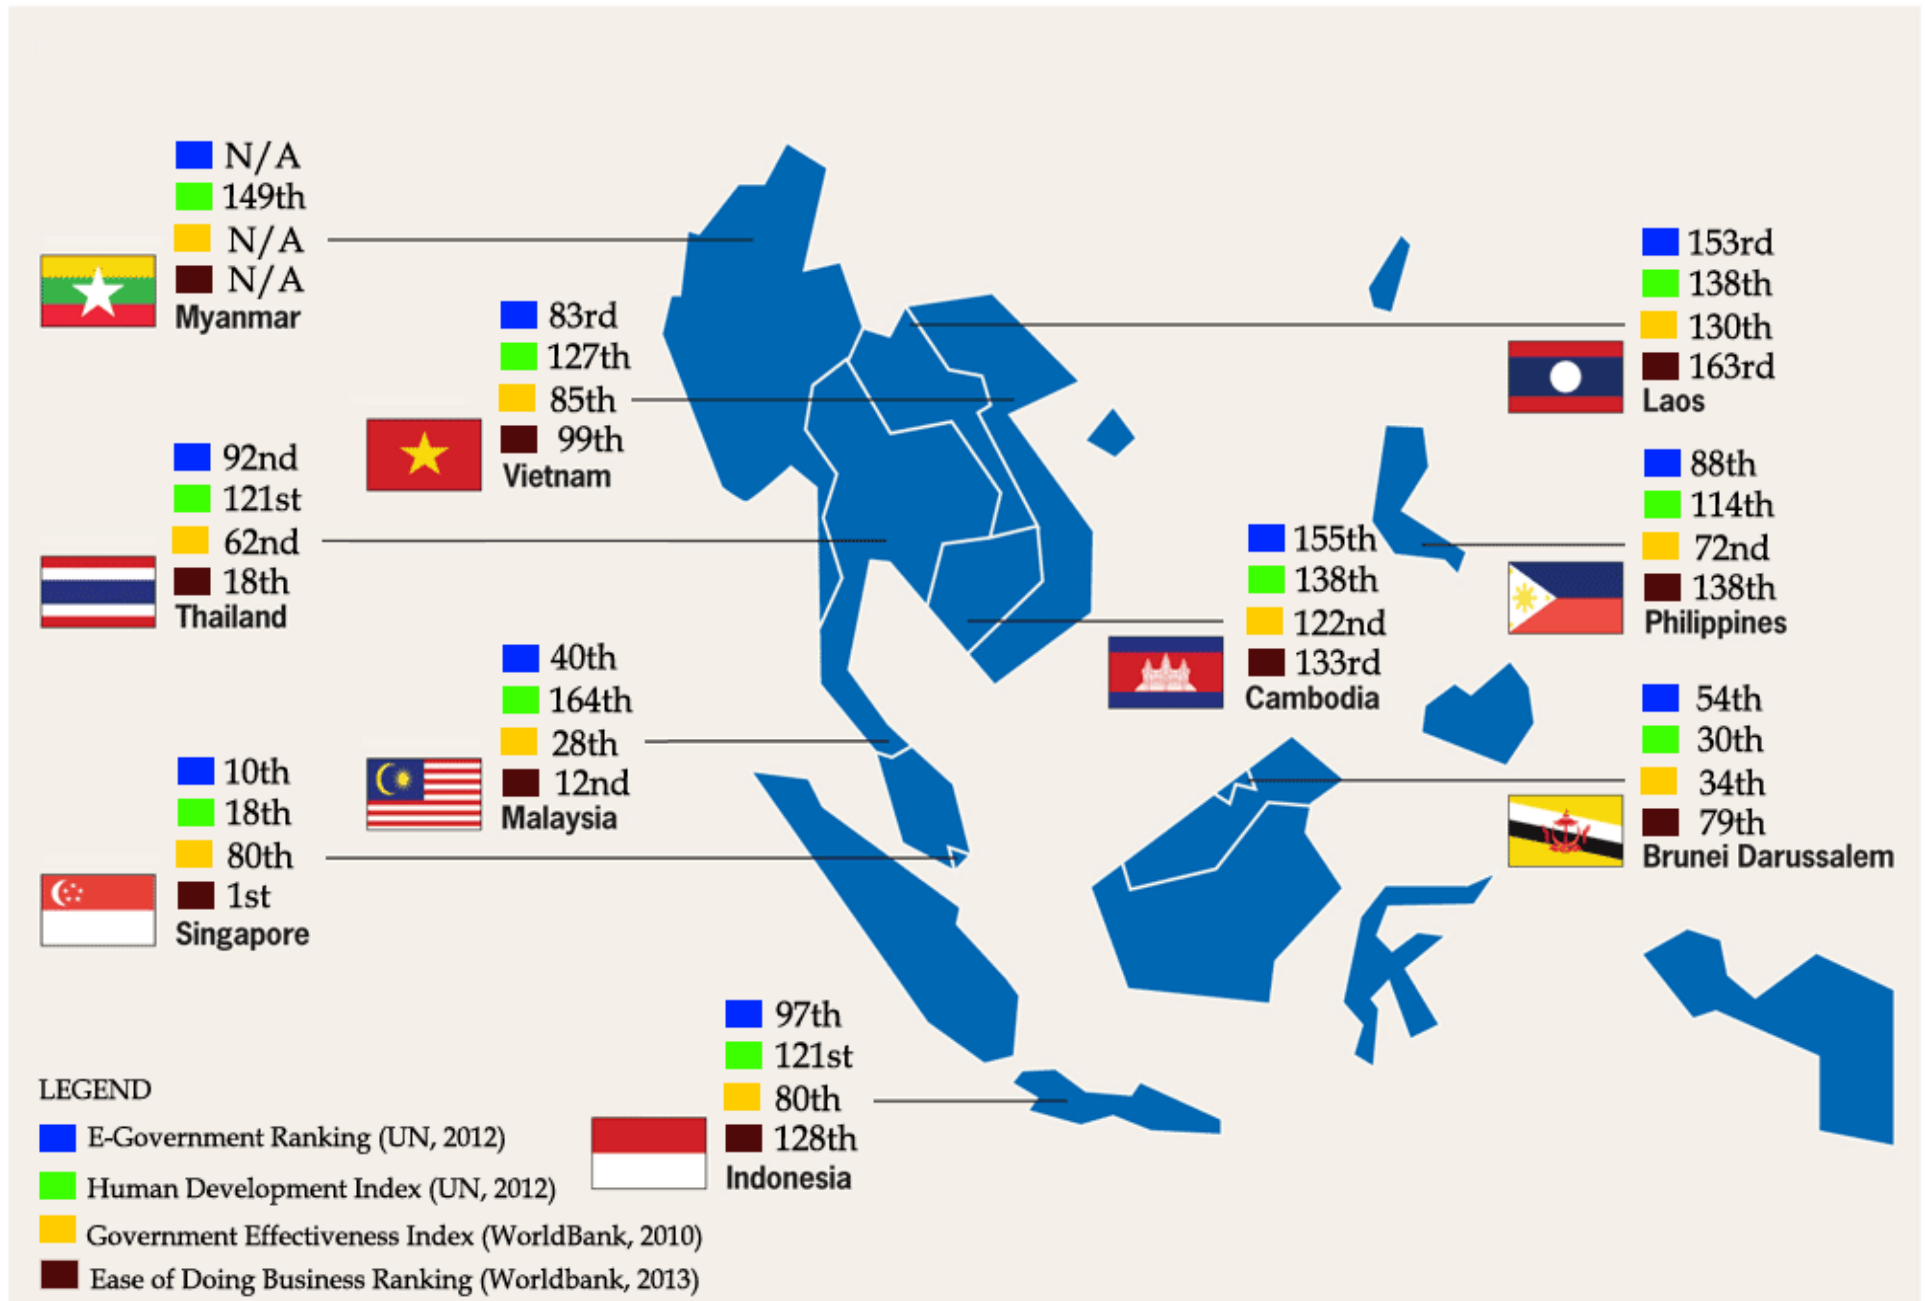 N/A
149th
N/A
N/A
Myanmar
83rd
127th
85th
99th
Vietnam
92nd
121st
62nd
18th
Thailand
40th
164th
28th
12nd
Malaysia
10th
18th
80th
1st
Singapore
97th
121st
80th
128th
Indonesia
153rd
138th
130th
163rd
Laos
88th
114th
72nd
138th
Philippines
155th
138th
122nd
133rd
Cambodia
54th
30th
34th
79th
Brunei Darussalem
LEGEND
E-Government Ranking (UN, 2012)
Human Development Index (UN, 2012)
Government Effectiveness Index (WorldBank, 2010)
Ease of Doing Business Ranking (Worldbank, 2013)